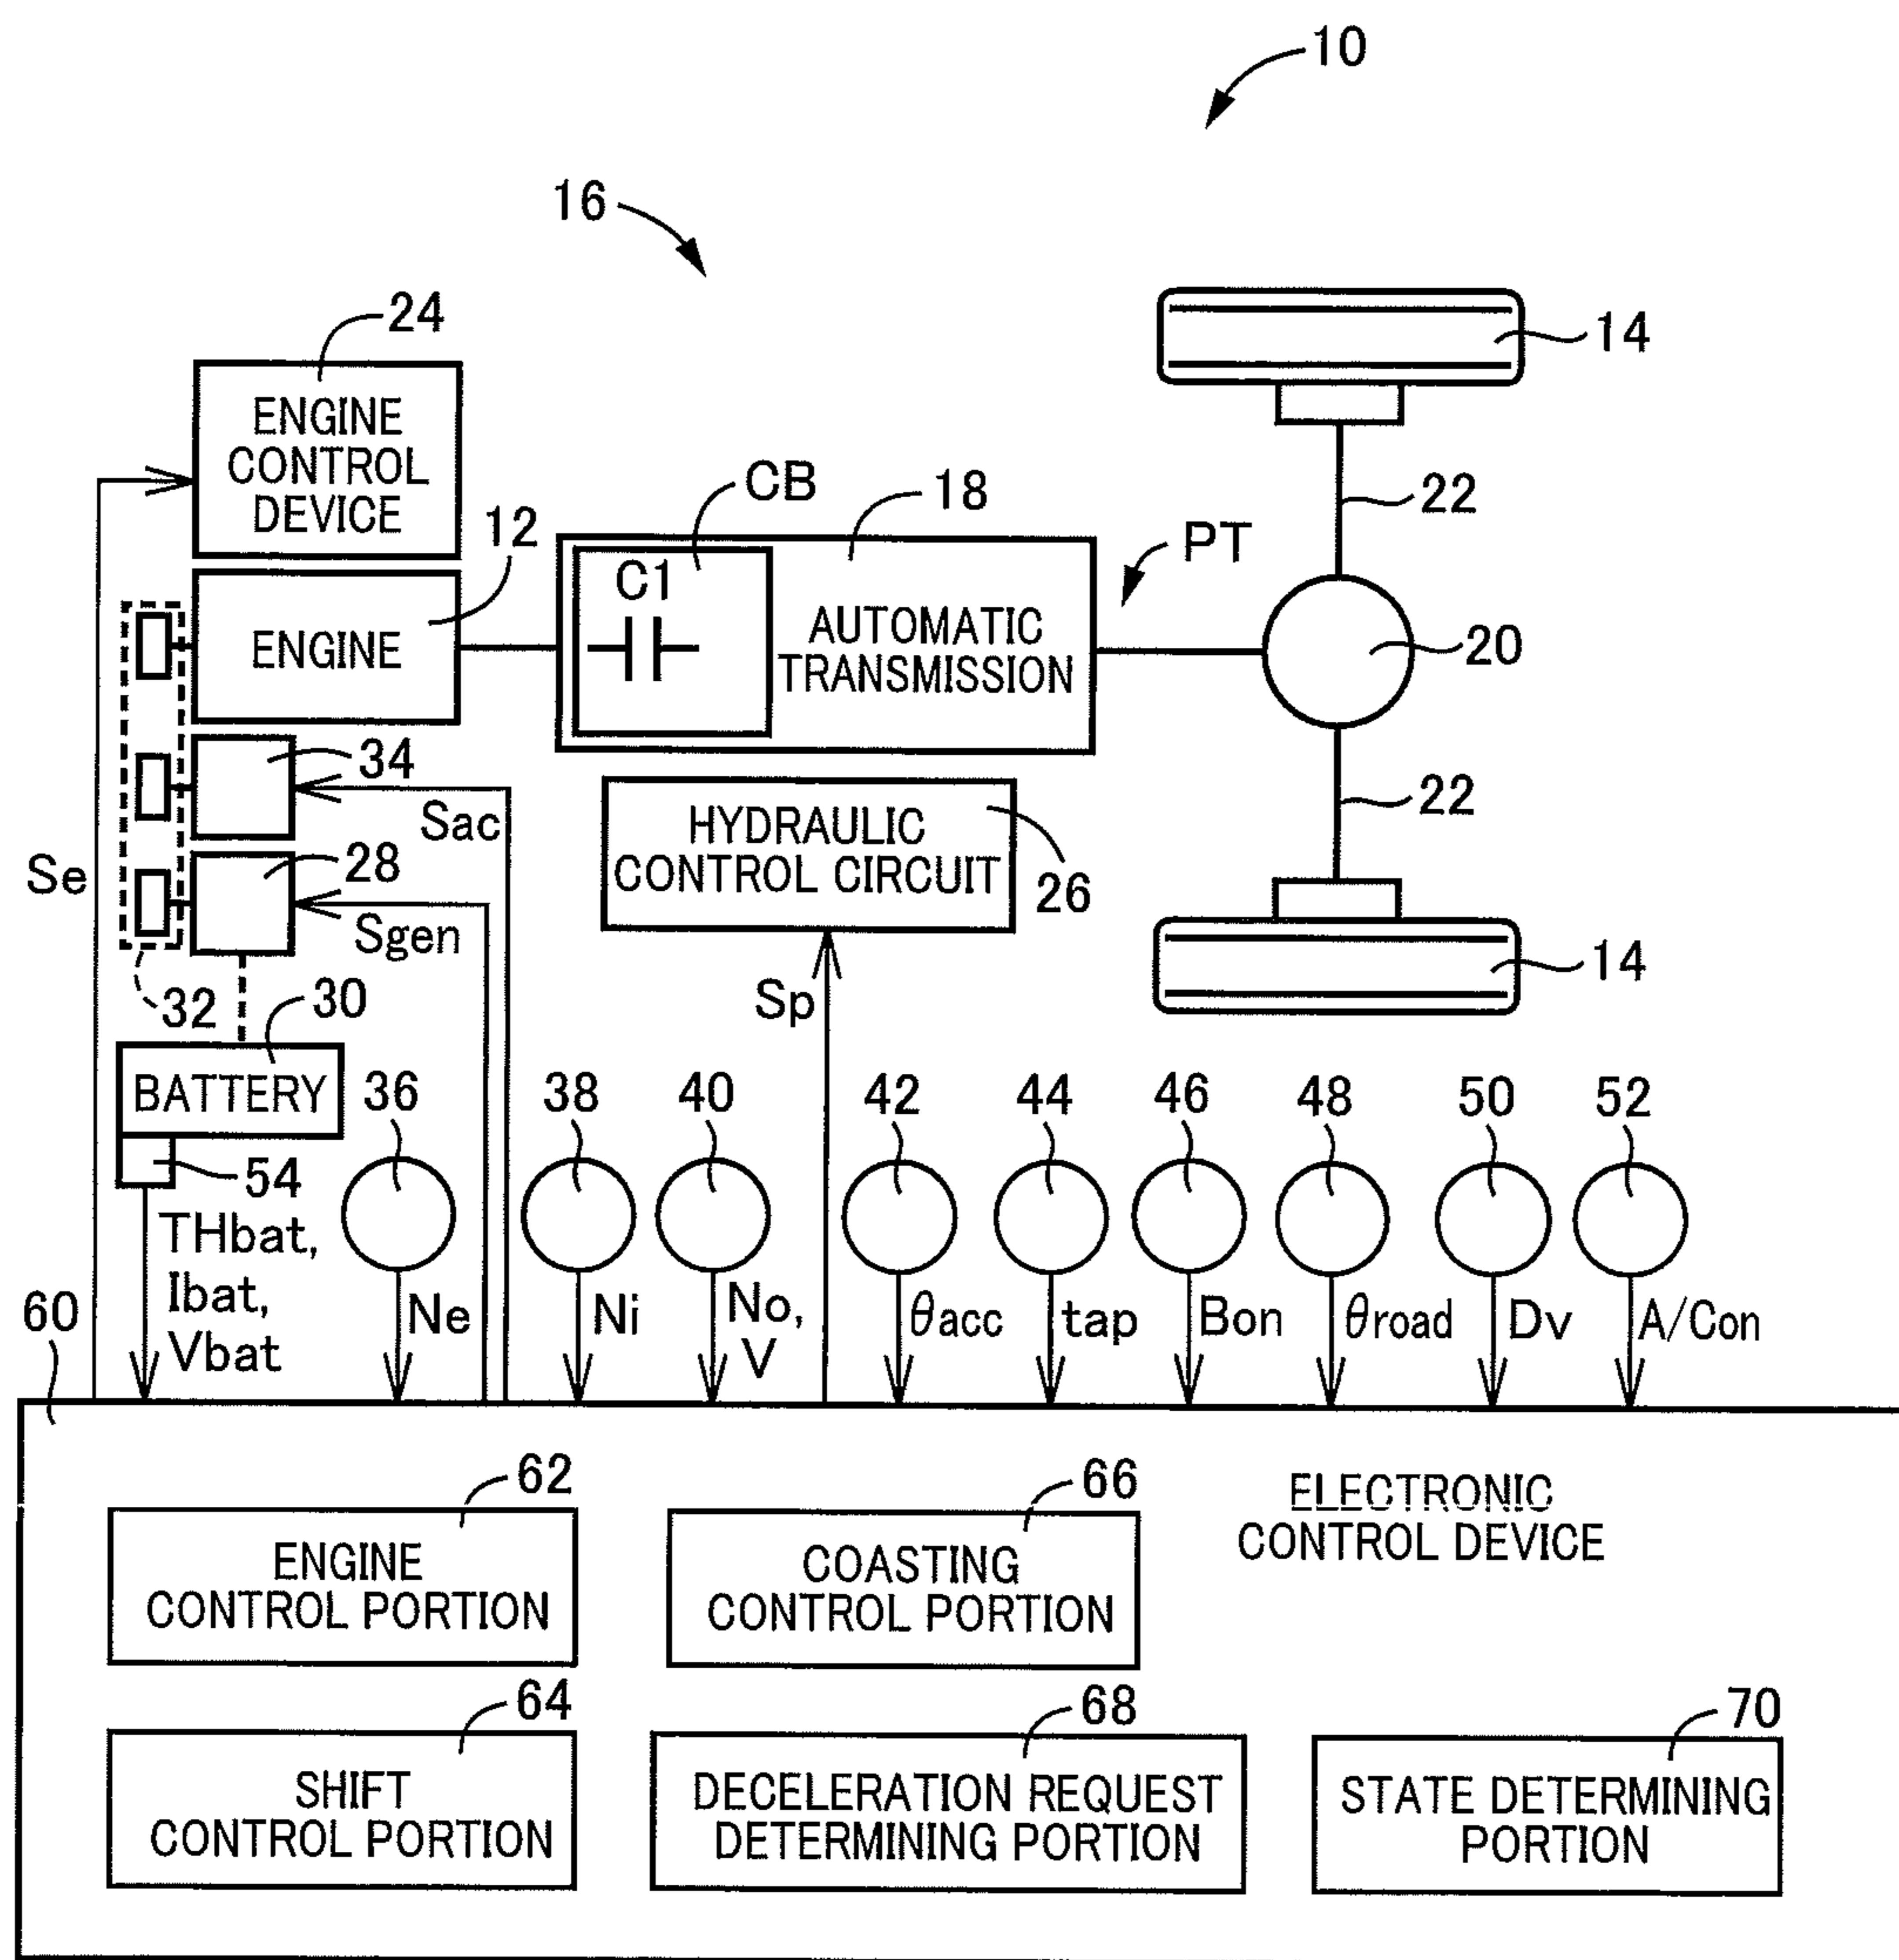 10
16
24
14
ENGINE
CONTROL
DEVICE
CB
18
22
12
PT
C1
AUTOMATIC
TRANSMISSION
ENGINE
20
34
Sac
HYDRAULIC
CONTROL CIRCUIT
22
28
Se
26
Sgen
14
32
30
Sp
BATTERY
36
38
40
42
44
46
48
50
52
54
THbat,
Ibat,
Vbat
60
Ne
Ni
No,
V
θacc
tap
Bon
θroad
Dv
A/Con
62
66
ELECTRONIC
CONTROL DEVICE
ENGINE
CONTROL PORTION
COASTING
CONTROL PORTION
64
68
70
SHIFT
CONTROL PORTION
DECELERATION REQUEST
DETERMINING PORTION
STATE DETERMINING
PORTION